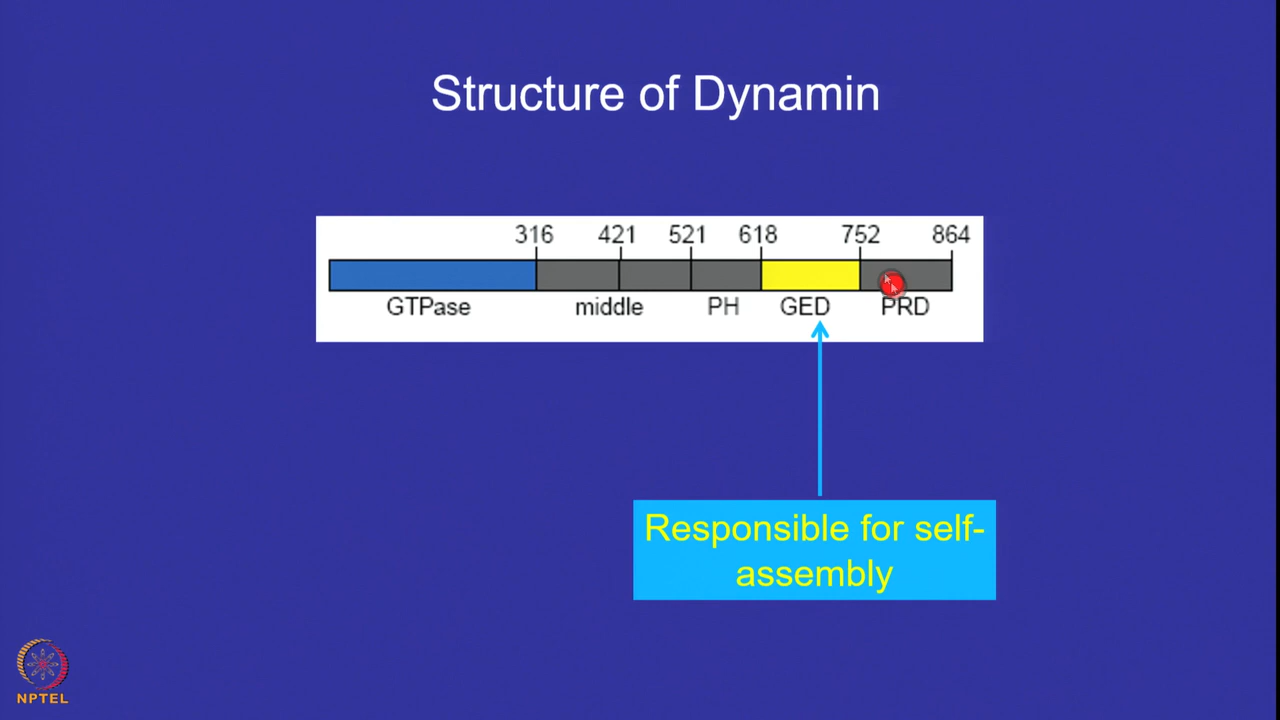 Structure of Dynamin
316 421 521 618 752 864
GTPase middle PH GED PRD
Responsible for self-
assembly
NPTEL